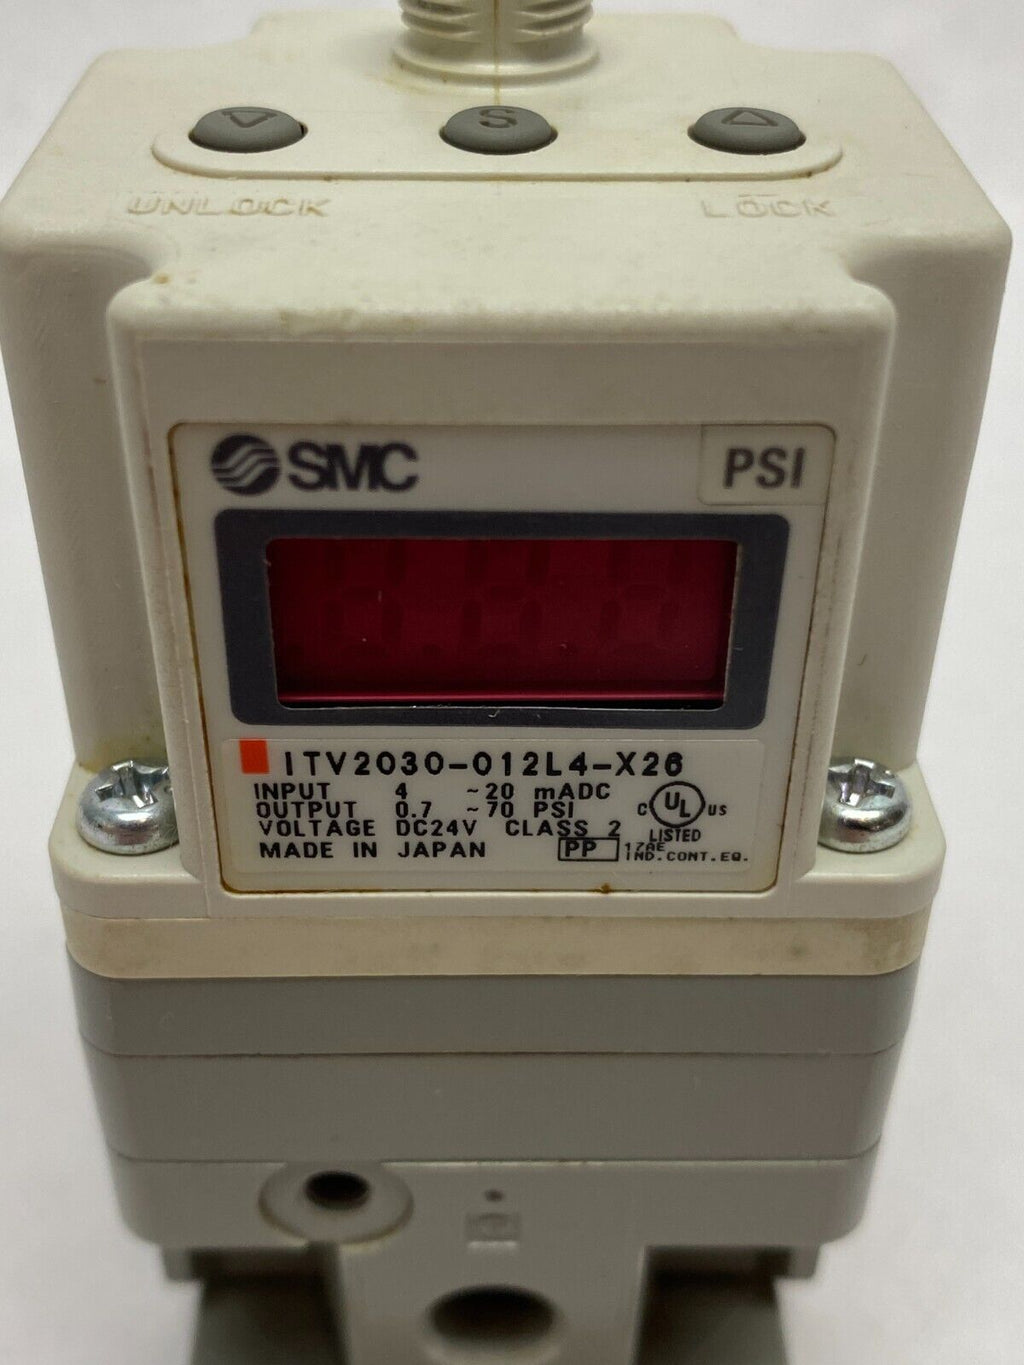 S
UNLOCK LOCK
SMC PSI
ITV2030-012L4-X26
INPUT 4 ~20 mADC
OUTPUT 0.7 ~70 PSI
VOLTAGE DC24V CLASS 2
MADE IN JAPAN PP
C UL US
LISTED
17AE
IND.CONT.EQ.